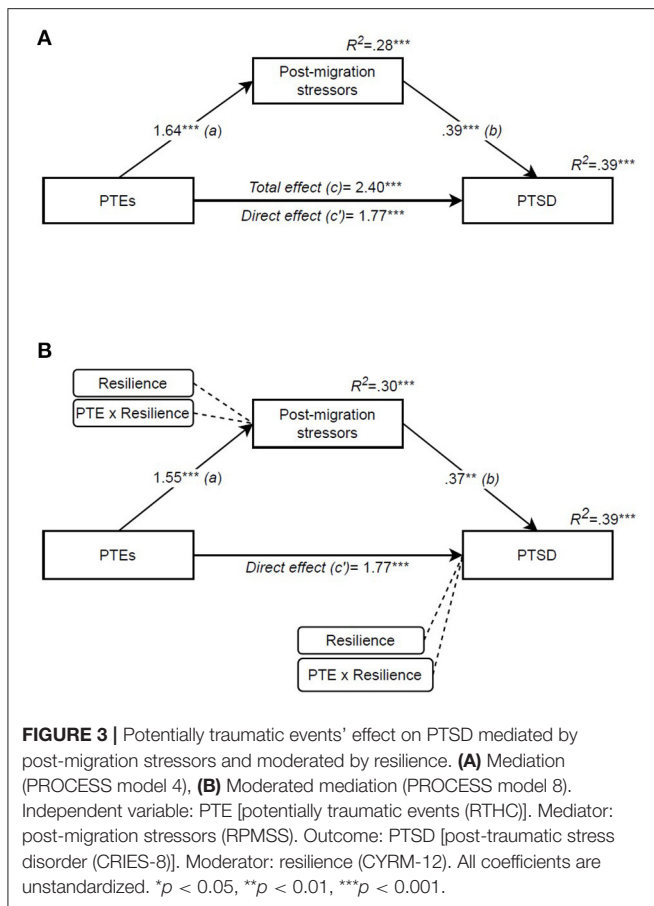 A
R²=.28***
Post-migration
stressors
1.64*** (a)
.39*** (b)
R²=.39***
PTEs
Total effect (c)= 2.40***
Direct effect (c')= 1.77***
PTSD
B
Resilience
PTE x Resilience
R²=.30***
Post-migration
stressors
1.55*** (a)
.37** (b)
R²=.39***
PTEs
Direct effect (c')= 1.77***
PTSD
Resilience
PTE x Resilience
FIGURE 3 | Potentially traumatic events' effect on PTSD mediated by
post-migration stressors and moderated by resilience. (A) Mediation
(PROCESS model 4), (B) Moderated mediation (PROCESS model 8).
Independent variable: PTE [potentially traumatic events (RTHC)]. Mediator:
post-migration stressors (RPMSS). Outcome: PTSD [post-traumatic stress
disorder (CRIES-8)]. Moderator: resilience (CYRM-12). All coefficients are
unstandardized. *p < 0.05, **p < 0.01, ***p < 0.001.